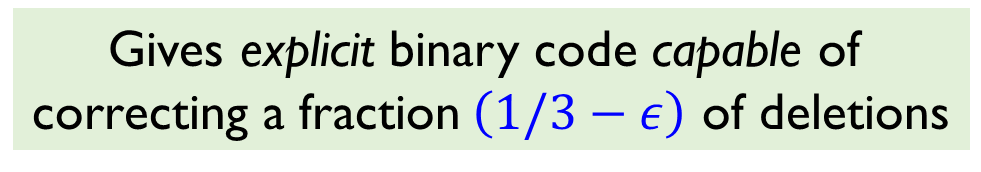 Gives explicit binary code capable of
correcting a fraction (1/3 − ϵ) of deletions